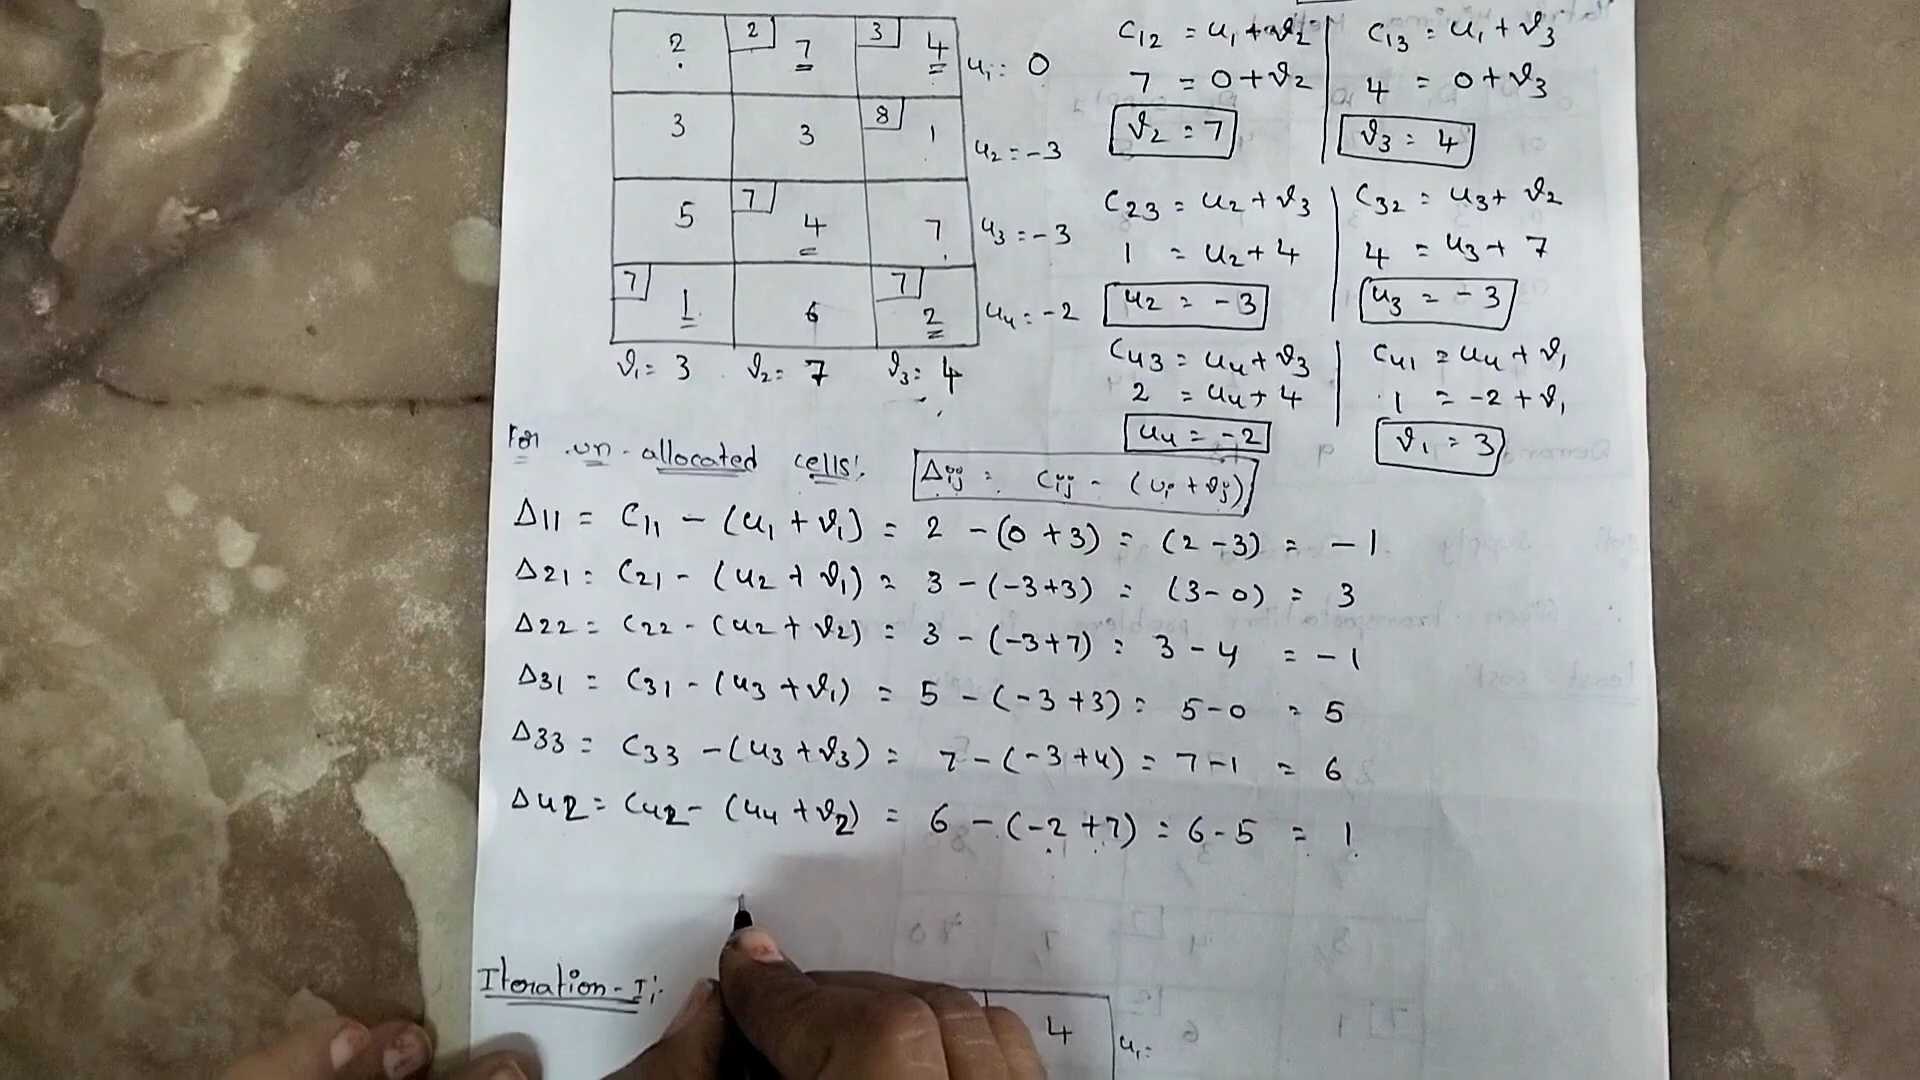 2 2 7 3 4 u₁ = 0
3 3 8 1 u₂ = -3
5 7 4 7 u₃ = -3
7 1 6 7 2 u₄ = -2
v₁ = 3 v₂ = 7 v₃ = 4
C₁₂ = u₁ + v₂ C₁₃ = u₁ + v₃
7 = 0 + v₂ 4 = 0 + v₃
v₂ = 7 v₃ = 4
C₂₃ = u₂ + v₃ C₃₂ = u₃ + v₂
1 = u₂ + 4 4 = u₃ + 7
u₂ = -3 u₃ = -3
C₄₃ = u₄ + v₃ C₄₁ = u₄ + v₁
2 = u₄ + 4 1 = -2 + v₁
u₄ = -2 v₁ = 3
For un-allocated cells: Δij = Cij - (ui + vj)
Δ11 = C11 - (u₁ + v₁) = 2 - (0 + 3) = (2 - 3) = -1
Δ21 = C21 - (u2 + v₁) = 3 - (-3+3) = (3-0) = 3
Δ22 = C22 - (u2 + v2) = 3 - (-3+7) = 3 - 4 = -1
Δ31 = C31 - (u3 + v₁) = 5 - (-3+3) = 5-0 = 5
Δ33 = C33 - (u3 + v3) = 7 - (-3+4) = 7-1 = 6
Δ42 = C42 - (u4 + v2) = 6 - (-2+7) = 6-5 = 1
Iteration-I:
4 u₁=